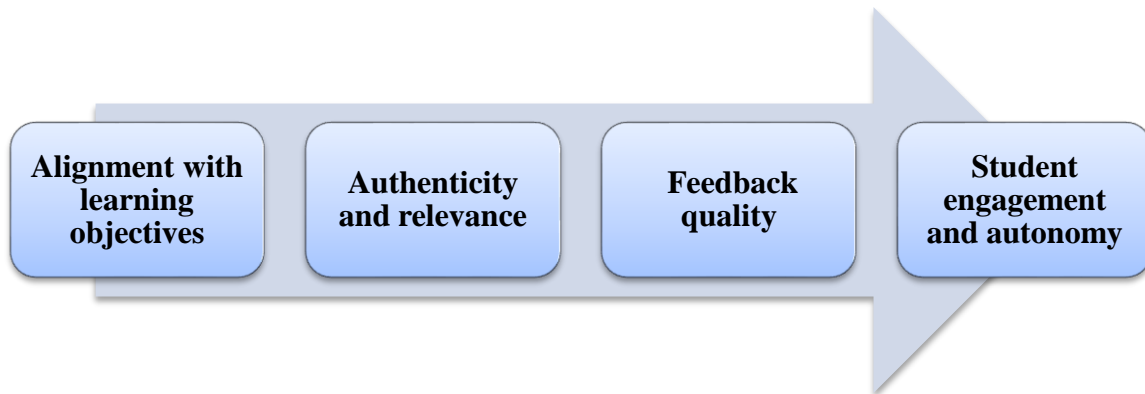 Alignment with
learning
objectives
Authenticity
and relevance
Feedback
quality
Student
engagement
and autonomy